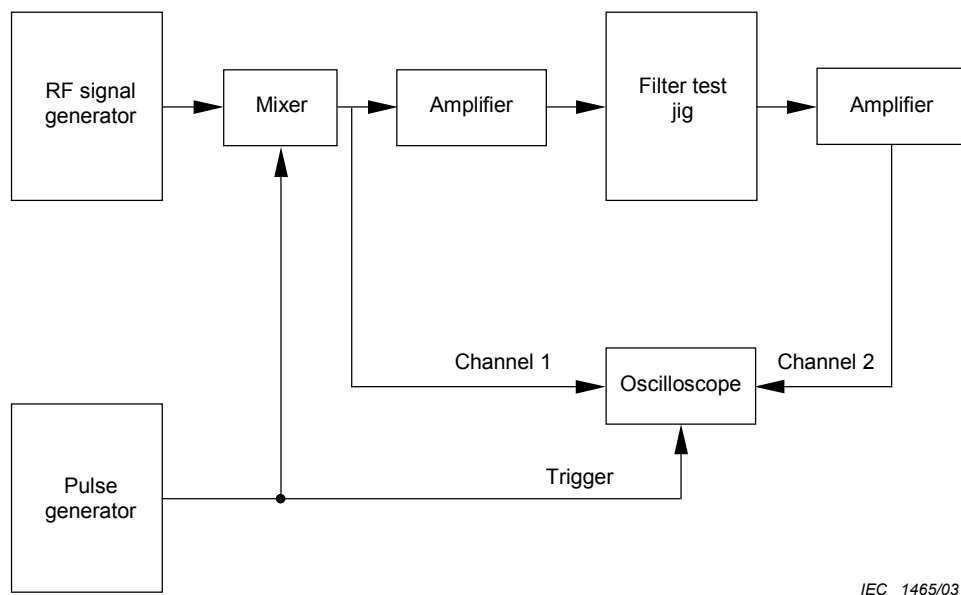 RF signal
generator
Mixer
Amplifier
Filter test
jig
Amplifier
Channel 1
Channel 2
Oscilloscope
Trigger
Pulse
generator
IEC 1465/03